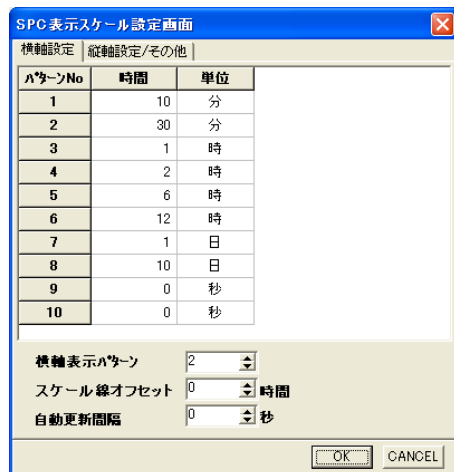 SPC表示スケール設定画面
横軸設定 縦軸設定/その他
ﾊﾟﾀｰﾝNo 時間 単位
1 10 分
2 30 分
3 1 時
4 2 時
5 6 時
6 12 時
7 1 日
8 10 日
9 0 秒
10 0 秒
横軸表示ﾊﾟﾀｰﾝ 2
スケール線オフセット 0 時間
自動更新間隔 0 秒
OK CANCEL